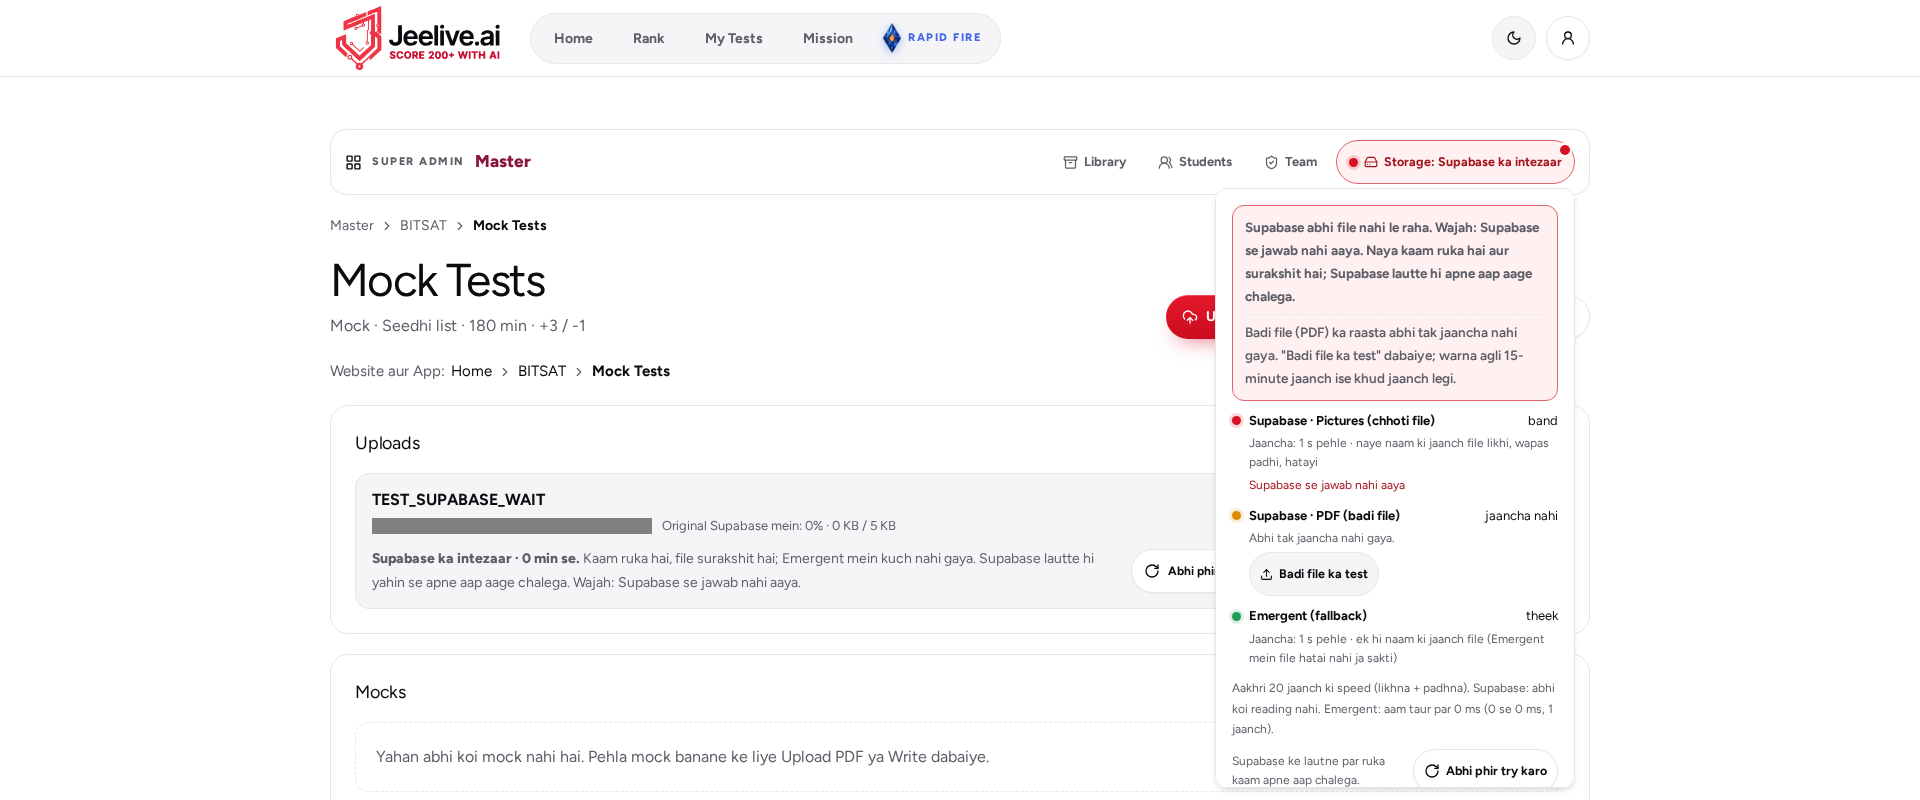 Jeelive.ai
SCORE 200+ WITH AI
Home
Rank
My Tests
Mission
RAPID FIRE
SUPER ADMIN
Master
Library
Students
Team
Storage: Supabase ka intezaar
Master
BITSAT
Mock Tests
Mock Tests
Mock · Seedhi list · 180 min · +3 / -1
Website aur App:
Home
BITSAT
Mock Tests
Uploads
TEST_SUPABASE_WAIT
Original Supabase mein: 0% · 0 KB / 5 KB
Supabase ka intezaar · 0 min se. Kaam ruka hai, file surakshit hai; Emergent mein kuch nahi gaya. Supabase lautte hi
yahin se apne aap aage chalega. Wajah: Supabase se jawab nahi aaya.
Abhi
Mocks
Yahan abhi koi mock nahi hai. Pehla mock banane ke liye Upload PDF ya Write dabaiye.
Supabase abhi file nahi le raha. Wajah: Supabase
se jawab nahi aaya. Naya kaam ruka hai aur
surakshit hai; Supabase lautte hi apne aap aage
chalega.
Badi file (PDF) ka raasta abhi tak jaancha nahi
gaya. "Badi file ka test" dabaiye; warna agli 15-
minute jaanch ise khud jaanch legi.
Supabase · Pictures (chhoti file)
band
Jaancha: 1 s pehle · naye naam ki jaanch file likhi, wapas
padhi, hatayi
Supabase se jawab nahi aaya
Supabase · PDF (badi file)
jaancha nahi
Abhi tak jaancha nahi gaya.
Badi file ka test
Emergent (fallback)
theek
Jaancha: 1 s pehle · ek hi naam ki jaanch file (Emergent
mein file hatai nahi ja sakti)
Aakhri 20 jaanch ki speed (likhna + padhna). Supabase: abhi
koi reading nahi. Emergent: aam taur par 0 ms (0 se 0 ms, 1
jaanch).
Supabase ke lautne par ruka
kaam apne aap chalega.
Abhi phir try karo